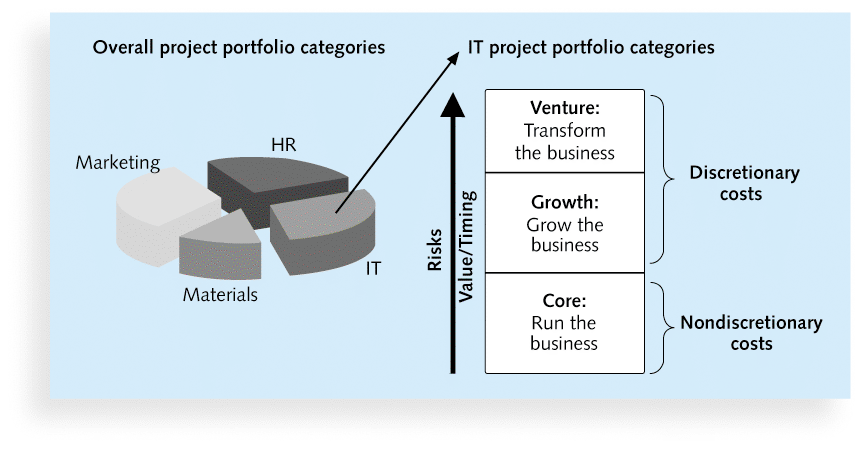 Overall project portfolio categories
IT project portfolio categories
Marketing
HR
Materials
IT
Risks
Value/Timing
Venture:
Transform
the business
Growth:
Grow the
business
Core:
Run the
business
Discretionary
costs
Nondiscretionary
costs